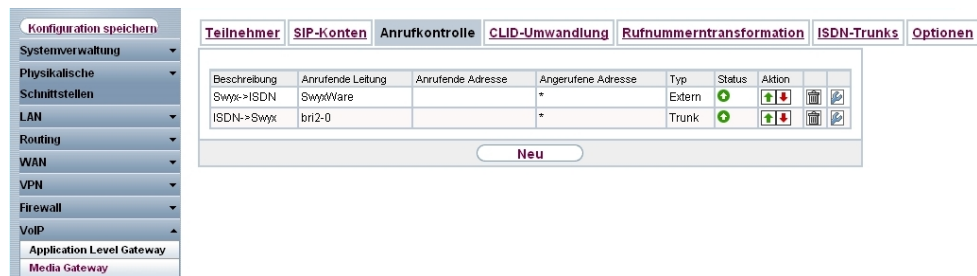 Konfiguration speichern
Systemverwaltung
Physikalische
Schnittstellen
LAN
Routing
WAN
VPN
Firewall
VoIP
Application Level Gateway
Media Gateway
Teilnehmer SIP-Konten Anrufkontrolle CLID-Umwandlung Rufnummerntransformation ISDN-Trunks Optionen
Beschreibung Anrufende Leitung Anrufende Adresse Angerufene Adresse Typ Status Aktion
Swyx->ISDN SwyxWare * Extern
ISDN->Swyx bri2-0 * Trunk
Neu